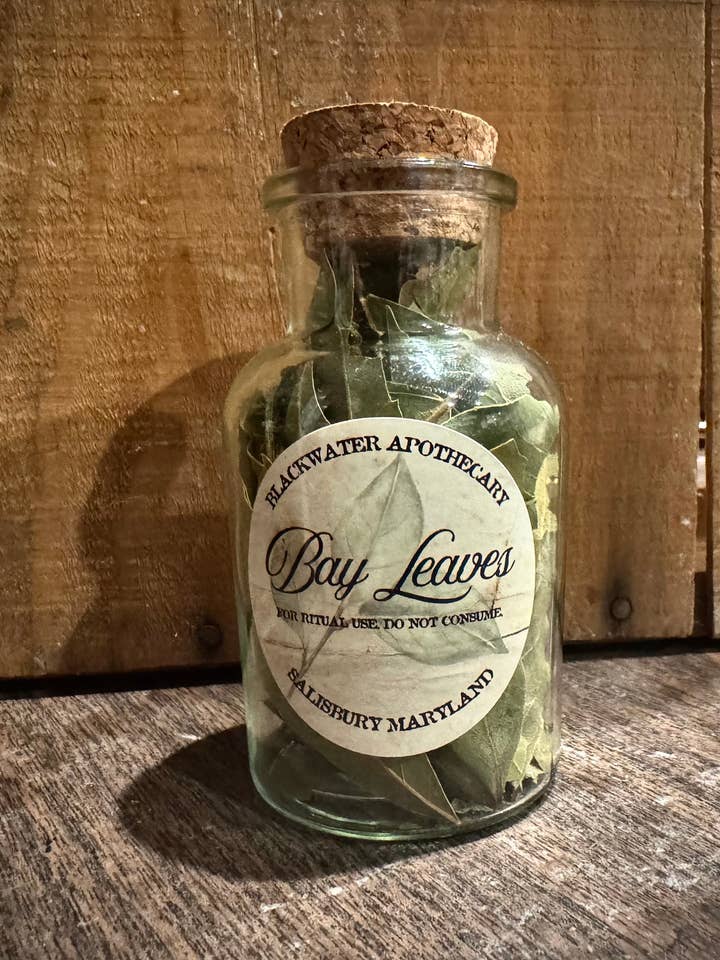 BLACKWATER APOTHECARY
Bay Leaves
FOR RITUAL USE. DO NOT CONSUME.
SALISBURY MARYLAND